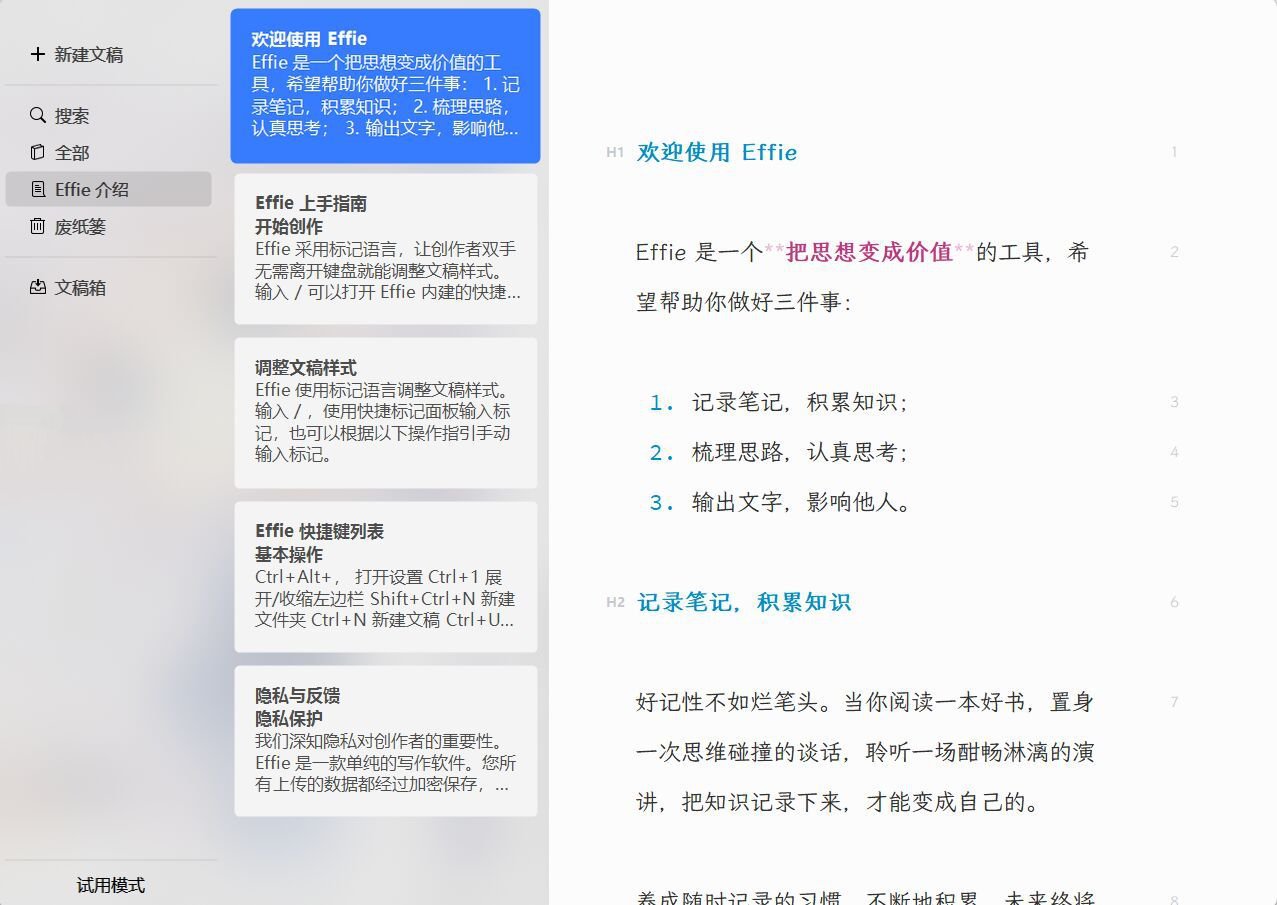 新建文稿
搜索
全部
Effie 介绍
废纸篓
文稿箱
试用模式
欢迎使用 Effie
Effie 是一个把思想变成价值的工
具，希望帮助你做好三件事： 1. 记
录笔记，积累知识； 2. 梳理思路，
认真思考； 3. 输出文字，影响他...
Effie 上手指南
开始创作
Effie 采用标记语言，让创作者双手
无需离开键盘就能调整文稿样式。
输入 / 可以打开 Effie 内建的快捷...
调整文稿样式
Effie 使用标记语言调整文稿样式。
输入 / ，使用快捷标记面板输入标
记，也可以根据以下操作指引手动
输入标记。
Effie 快捷键列表
基本操作
Ctrl+Alt+， 打开设置 Ctrl+1 展
开/收缩左边栏 Shift+Ctrl+N 新建
文件夹 Ctrl+N 新建文稿 Ctrl+U...
隐私与反馈
隐私保护
我们深知隐私对创作者的重要性。
Effie 是一款单纯的写作软件。您所
有上传的数据都经过加密保存，...
H1 欢迎使用 Effie 1
Effie 是一个**把思想变成价值**的工具，希 2
望帮助你做好三件事：
1. 记录笔记，积累知识； 3
2. 梳理思路，认真思考； 4
3. 输出文字，影响他人。 5
H2 记录笔记，积累知识 6
好记性不如烂笔头。当你阅读一本好书，置身 7
一次思维碰撞的谈话，聆听一场酣畅淋漓的演
讲，把知识记录下来，才能变成自己的。
养成随时记录的习惯，不断地积累，未来终将 8